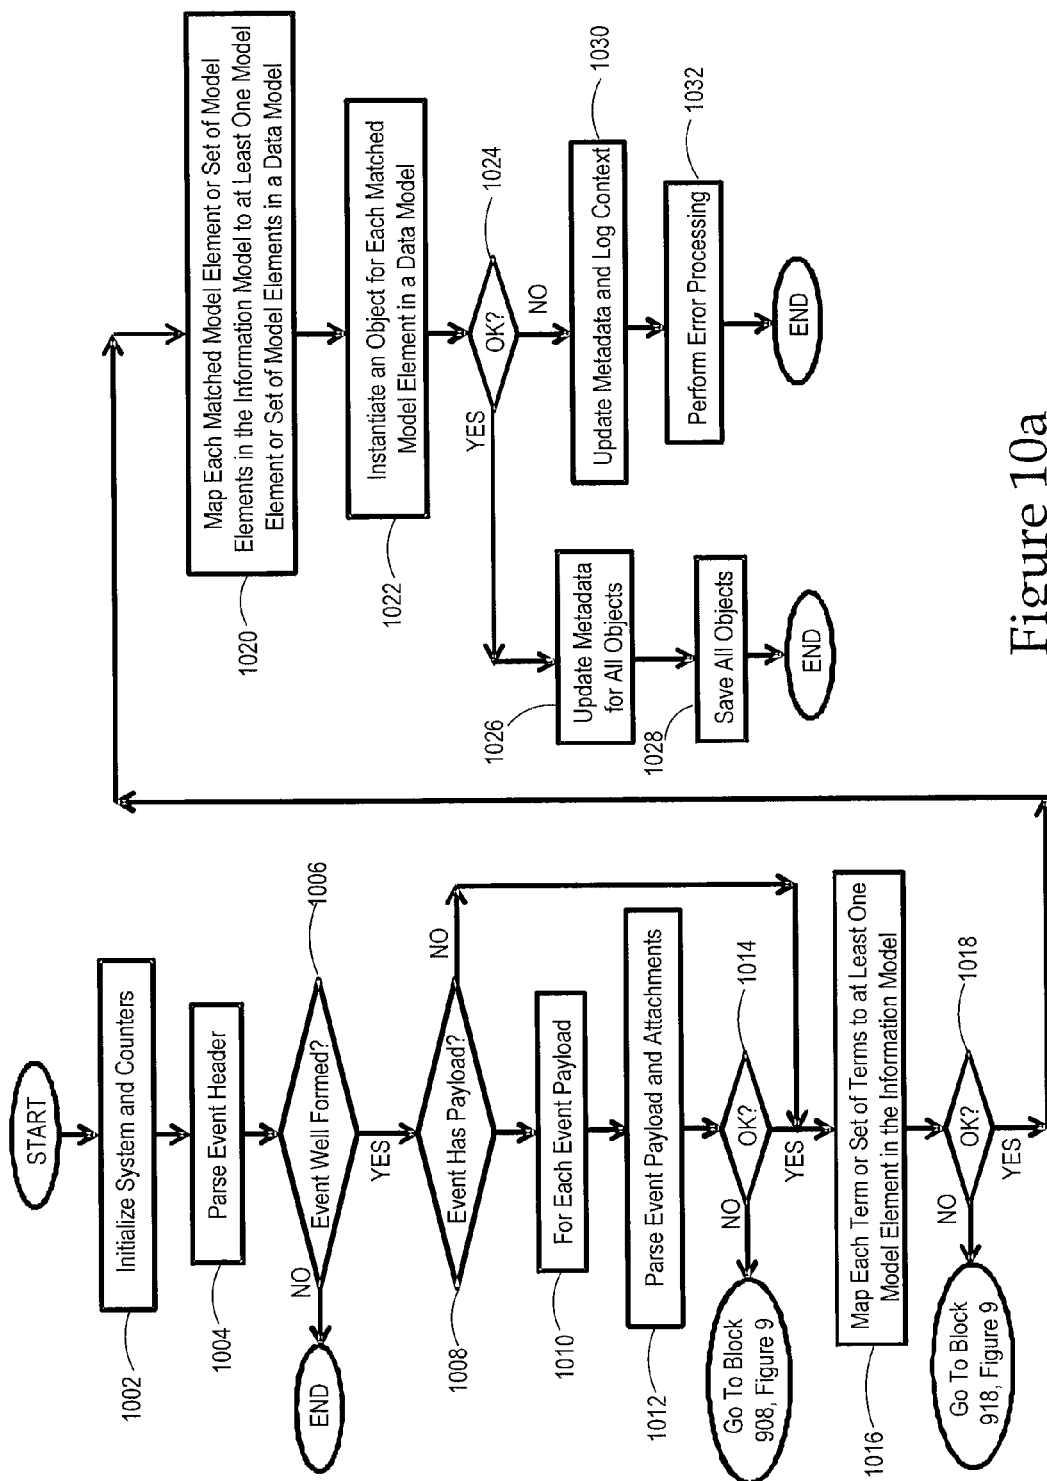 START
Initialize System and Counters
1002
Parse Event Header
1004
Event Well Formed?
1006
NO
END
YES
Event Has Payload?
1008
NO
For Each Event Payload
1010
Parse Event Payload and Attachments
1012
OK?
1014
NO
Go To Block
908, Figure 9
YES
Map Each Term or Set of Terms to at Least One
Model Element in the Information Model
1016
OK?
1018
NO
Go To Block
918, Figure 9
YES
Map Each Matched Model Element or Set of Model
Elements in the Information Model to at Least One Model
Element or Set of Model Elements in a Data Model
1020
Instantiate an Object for Each Matched
Model Element in a Data Model
1022
OK?
1024
YES
NO
Update Metadata
for All Objects
1026
Save All Objects
1028
END
Update Metadata and Log Context
1030
Perform Error Processing
1032
END
Figure 10a